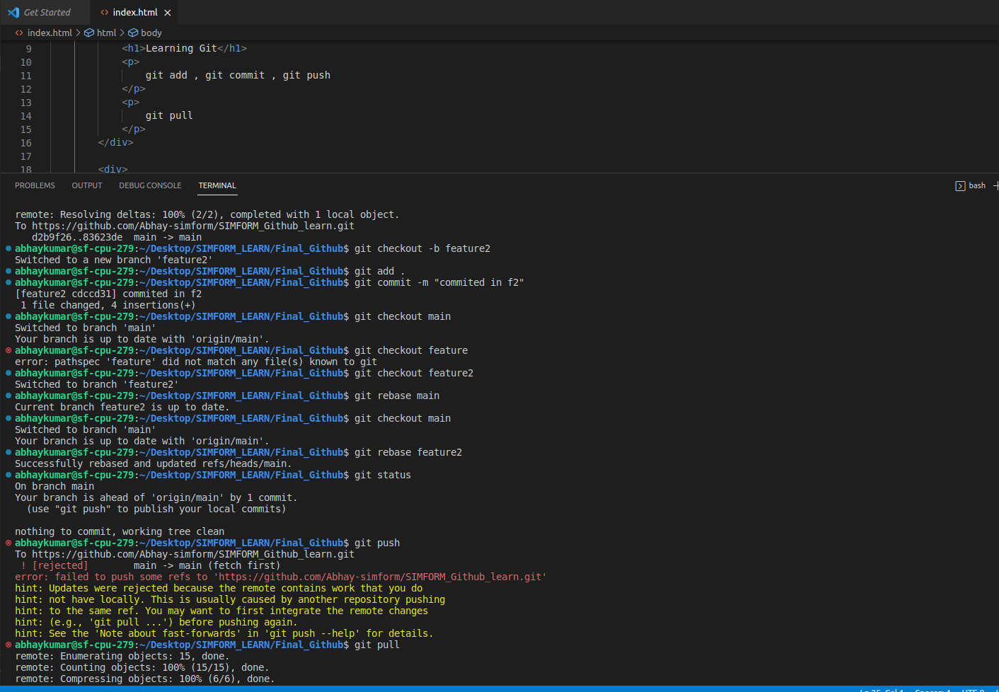 Get Started
index.html
index.html > html > body
9 <h1>Learning Git</h1>
10 <p>
11 git add , git commit , git push
12 </p>
13 <p>
14 git pull
15 </p>
16 </div>
17
18 <div>
PROBLEMS OUTPUT DEBUG CONSOLE TERMINAL
bash
remote: Resolving deltas: 100% (2/2), completed with 1 local object.
To https://github.com/Abhay-simform/SIMFORM_Github_learn.git
d2b9f26..83623de main -> main
abhaykumar@sf-cpu-279:~/Desktop/SIMFORM_LEARN/Final_Github$ git checkout -b feature2
Switched to a new branch 'feature2'
abhaykumar@sf-cpu-279:~/Desktop/SIMFORM_LEARN/Final_Github$ git add .
abhaykumar@sf-cpu-279:~/Desktop/SIMFORM_LEARN/Final_Github$ git commit -m "commited in f2"
[feature2 cdccd31] commited in f2
1 file changed, 4 insertions(+)
abhaykumar@sf-cpu-279:~/Desktop/SIMFORM_LEARN/Final_Github$ git checkout main
Switched to branch 'main'
Your branch is up to date with 'origin/main'.
abhaykumar@sf-cpu-279:~/Desktop/SIMFORM_LEARN/Final_Github$ git checkout feature
error: pathspec 'feature' did not match any file(s) known to git
abhaykumar@sf-cpu-279:~/Desktop/SIMFORM_LEARN/Final_Github$ git checkout feature2
Switched to branch 'feature2'
abhaykumar@sf-cpu-279:~/Desktop/SIMFORM_LEARN/Final_Github$ git rebase main
Current branch feature2 is up to date.
abhaykumar@sf-cpu-279:~/Desktop/SIMFORM_LEARN/Final_Github$ git checkout main
Switched to branch 'main'
Your branch is up to date with 'origin/main'.
abhaykumar@sf-cpu-279:~/Desktop/SIMFORM_LEARN/Final_Github$ git rebase feature2
Successfully rebased and updated refs/heads/main.
abhaykumar@sf-cpu-279:~/Desktop/SIMFORM_LEARN/Final_Github$ git status
On branch main
Your branch is ahead of 'origin/main' by 1 commit.
(use "git push" to publish your local commits)
nothing to commit, working tree clean
abhaykumar@sf-cpu-279:~/Desktop/SIMFORM_LEARN/Final_Github$ git push
To https://github.com/Abhay-simform/SIMFORM_Github_learn.git
! [rejected] main -> main (fetch first)
error: failed to push some refs to 'https://github.com/Abhay-simform/SIMFORM_Github_learn.git'
hint: Updates were rejected because the remote contains work that you do
hint: not have locally. This is usually caused by another repository pushing
hint: to the same ref. You may want to first integrate the remote changes
hint: (e.g., 'git pull ...') before pushing again.
hint: See the 'Note about fast-forwards' in 'git push --help' for details.
abhaykumar@sf-cpu-279:~/Desktop/SIMFORM_LEARN/Final_Github$ git pull
remote: Enumerating objects: 15, done.
remote: Counting objects: 100% (15/15), done.
remote: Compressing objects: 100% (6/6), done.